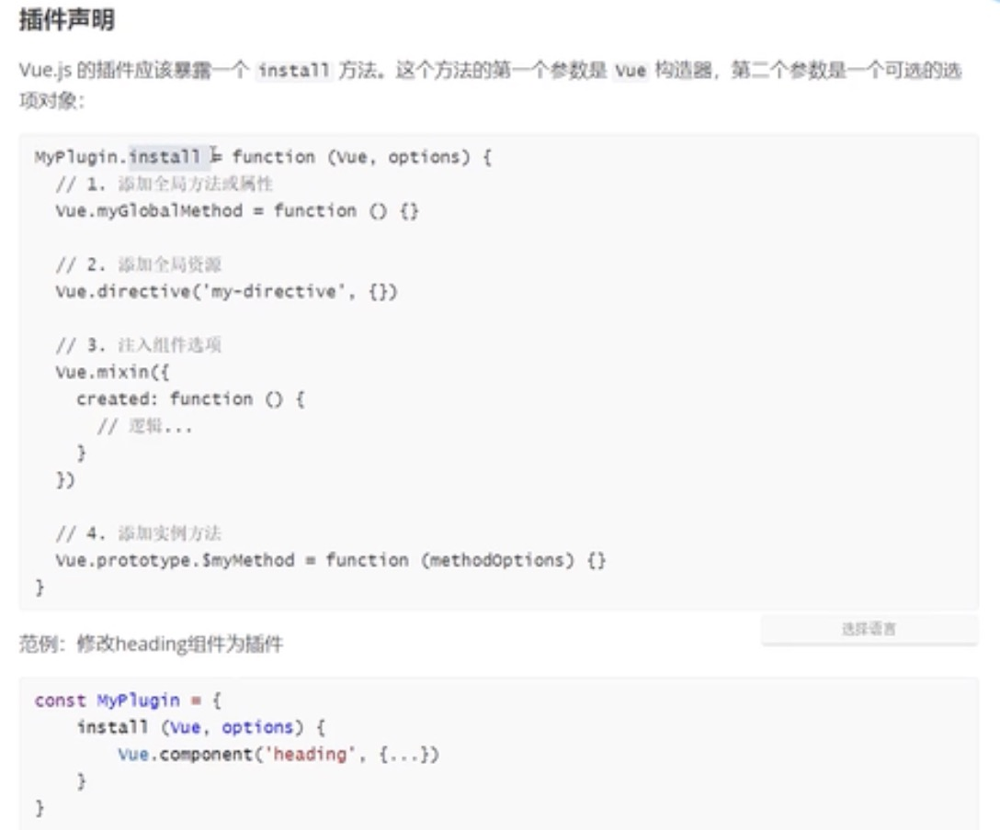 插件声明
Vue.js 的插件应该暴露一个 install 方法。这个方法的第一个参数是 Vue 构造器，第二个参数是一个可选的选
项对象：
MyPlugin.install = function (Vue, options) {
// 1. 添加全局方法或属性
Vue.myGlobalMethod = function () {}
// 2. 添加全局资源
Vue.directive('my-directive', {})
// 3. 注入组件选项
Vue.mixin({
created: function () {
// 逻辑...
}
})
// 4. 添加实例方法
Vue.prototype.$myMethod = function (methodOptions) {}
}
选择语言
范例：修改heading组件为插件
const MyPlugin = {
install (Vue, options) {
Vue.component('heading', {...})
}
}